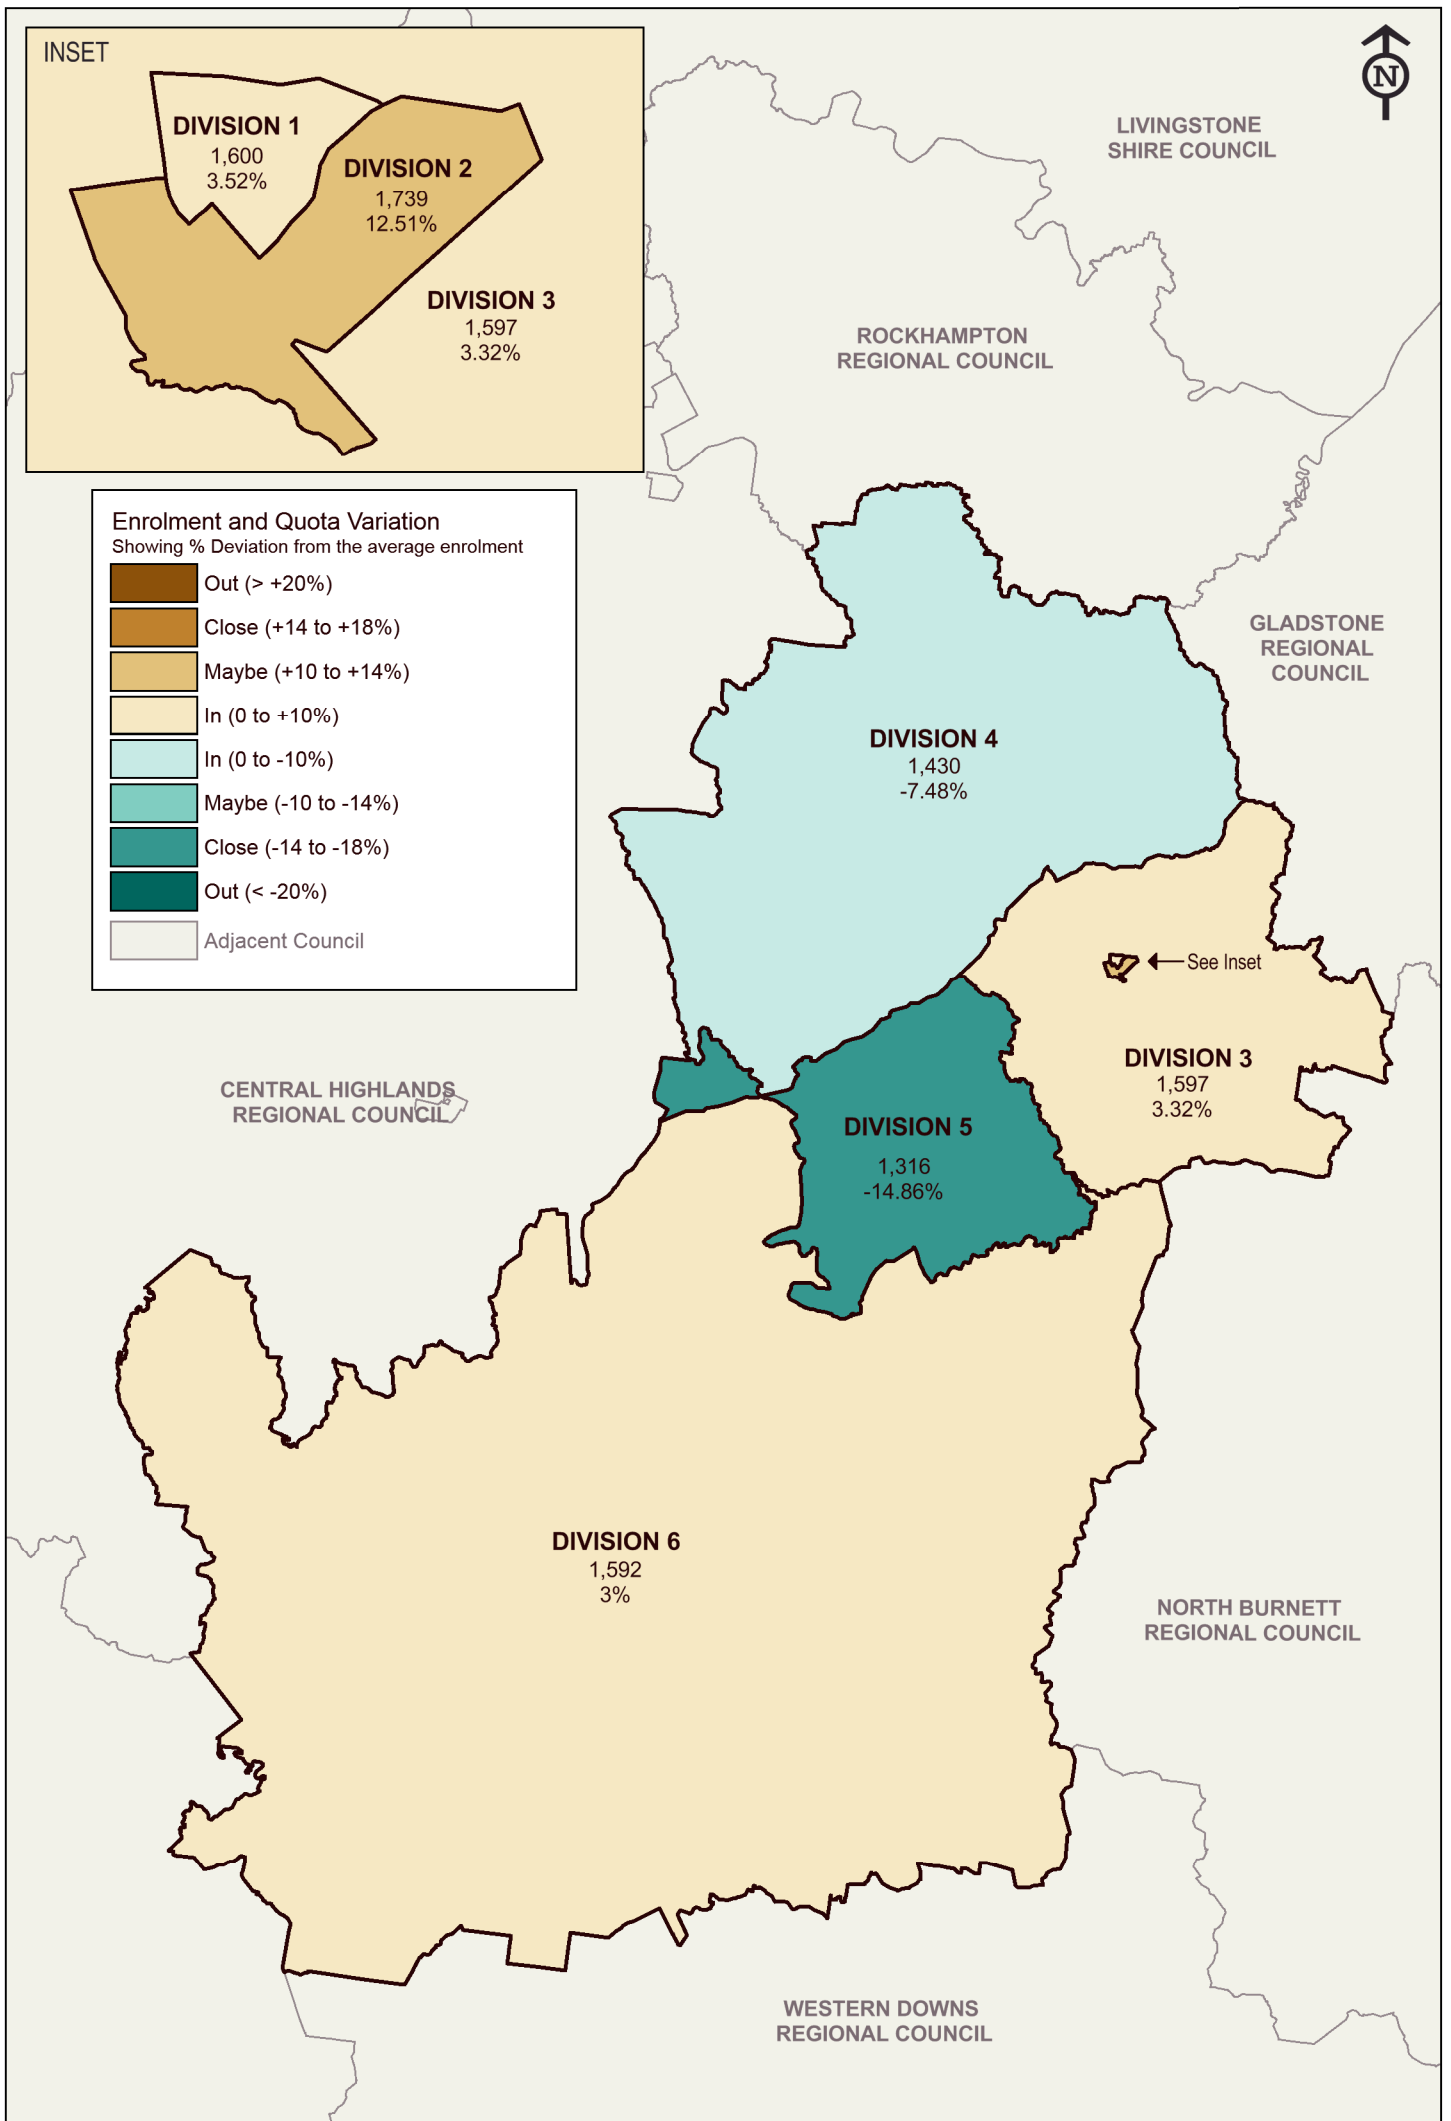 INSET
DIVISION 1
1,600
3.52%
DIVISION 2
1,739
12.51%
DIVISION 3
1,597
3.32%
N
LIVINGSTONE
SHIRE COUNCIL
ROCKHAMPTON
REGIONAL COUNCIL
Enrolment and Quota Variation
Showing % Deviation from the average enrolment
Out (> +20%)
Close (+14 to +18%)
Maybe (+10 to +14%)
In (0 to +10%)
In (0 to -10%)
Maybe (-10 to -14%)
Close (-14 to -18%)
Out (< -20%)
Adjacent Council
GLADSTONE
REGIONAL
COUNCIL
DIVISION 4
1,430
-7.48%
See Inset
DIVISION 3
1,597
3.32%
CENTRAL HIGHLANDS
REGIONAL COUNCIL
DIVISION 5
1,316
-14.86%
DIVISION 6
1,592
3%
NORTH BURNETT
REGIONAL COUNCIL
WESTERN DOWNS
REGIONAL COUNCIL